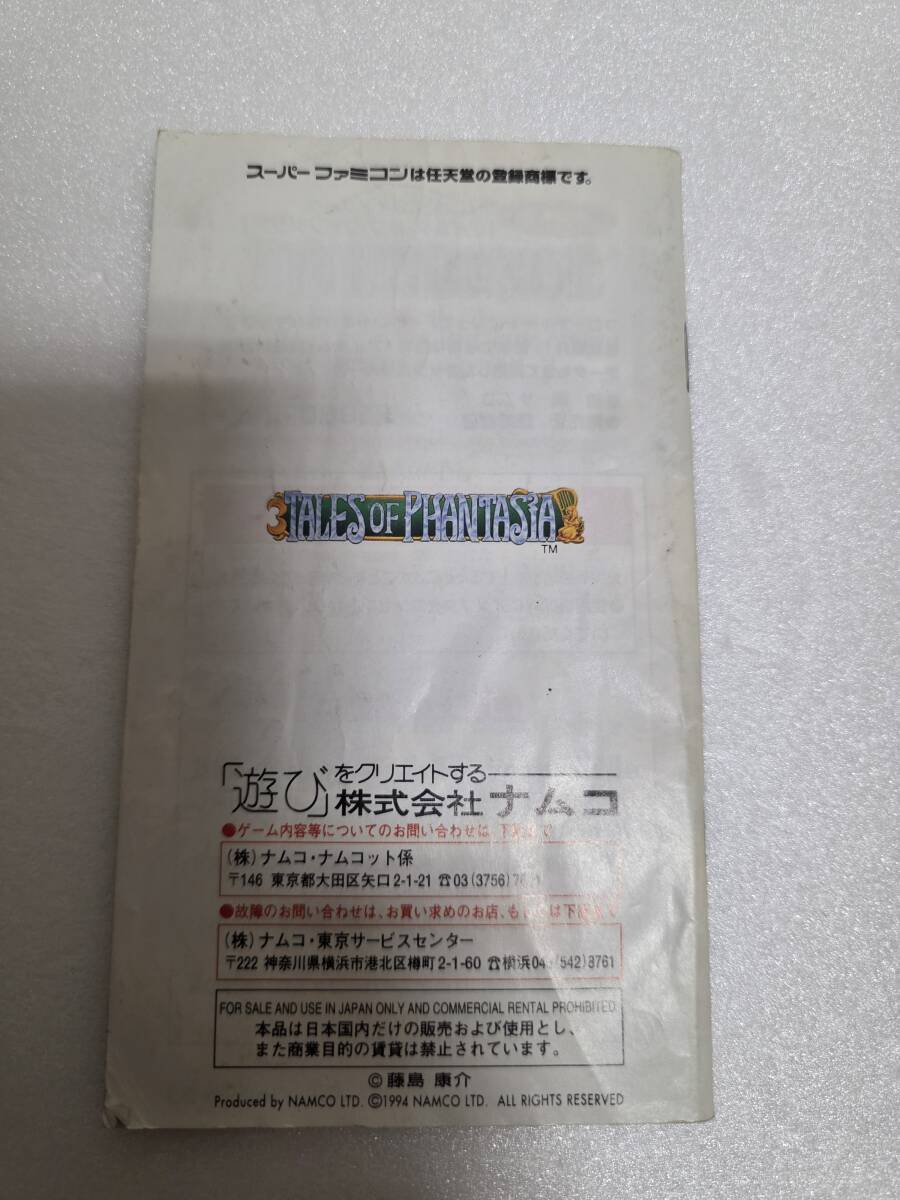 スーパーファミコンは任天堂の登録商標です。
TALES OF PHANTASIA
TM
「遊び」をクリエイトする
株式会社ナムコ
●ゲーム内容等についてのお問い合わせは、
(株)ナムコ・ナムコット係
〒146 東京都大田区矢口2-1-21 ☎03(3756)
●故障のお問い合わせは、お買い求めのお店、
(株)ナムコ・東京サービスセンター
〒222 神奈川県横浜市港北区樽町2-1-60 ☎横浜
FOR SALE AND USE IN JAPAN ONLY AND COMMERCIAL RENTAL PROHIBITED.
本品は日本国内だけの販売および使用とし、
また商業目的の賃貸は禁止されています。
©藤島 康介
Produced by NAMCO LTD. ©1994 NAMCO LTD. ALL RIGHTS RESERVED